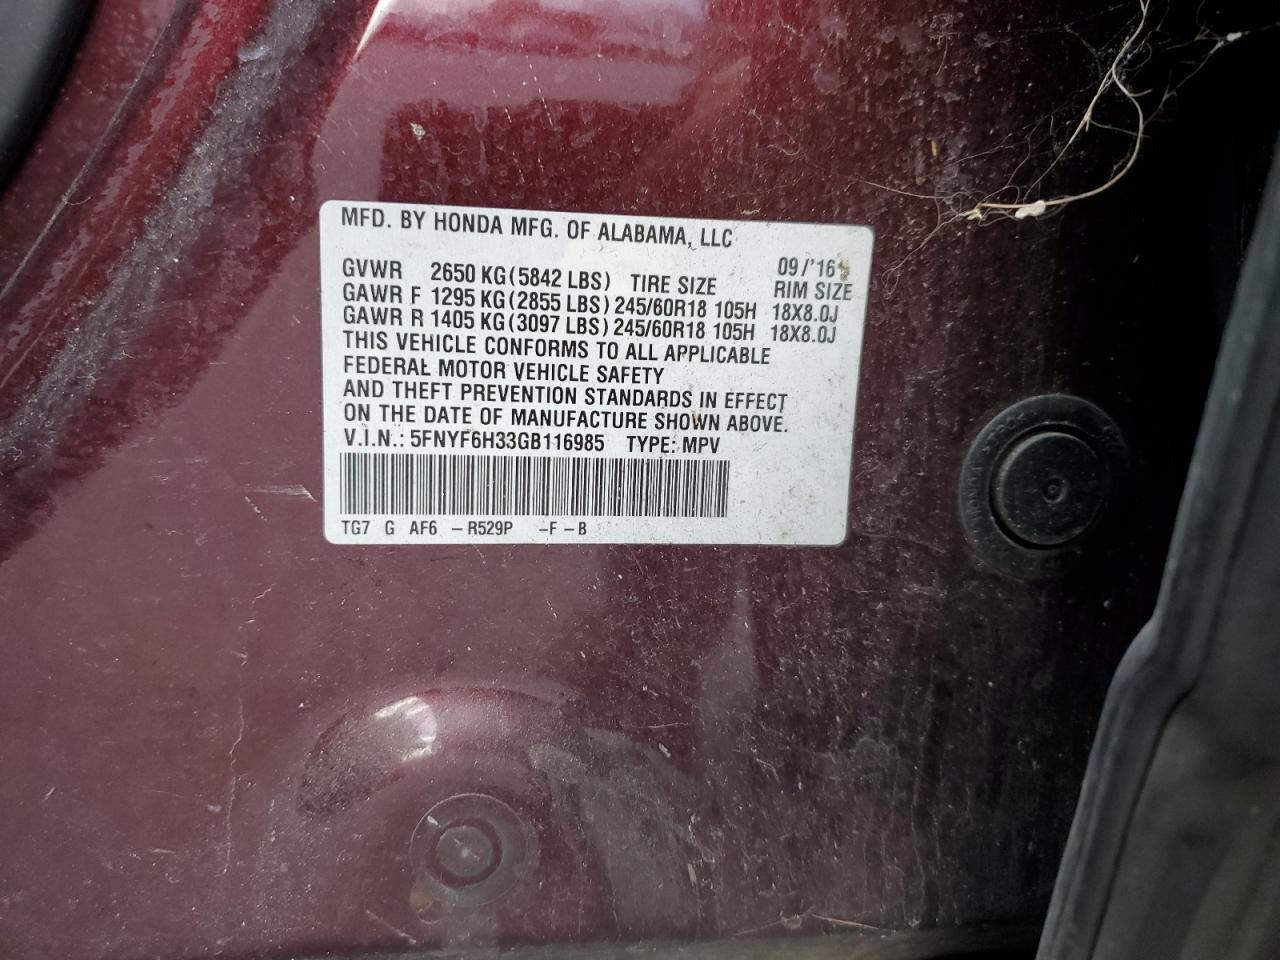 MFD. BY HONDA MFG. OF ALABAMA, LLC
09/'16
GVWR 2650 KG (5842 LBS) TIRE SIZE RIM SIZE
GAWR F 1295 KG (2855 LBS) 245/60R18 105H 18X8.0J
GAWR R 1405 KG (3097 LBS) 245/60R18 105H 18X8.0J
THIS VEHICLE CONFORMS TO ALL APPLICABLE
FEDERAL MOTOR VEHICLE SAFETY
AND THEFT PREVENTION STANDARDS IN EFFECT
ON THE DATE OF MANUFACTURE SHOWN ABOVE.
V.I.N.: 5FNYF6H33GB116985 TYPE: MPV
TG7 G AF6 -R529P -F-B